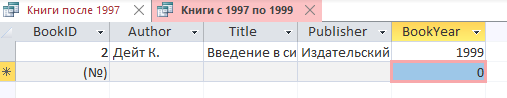 Книги после 1997 Книги с 1997 по 1999
BookID Author Title Publisher BookYear
2 Дейт К. Введение в си Издательский 1999
* (№) 0